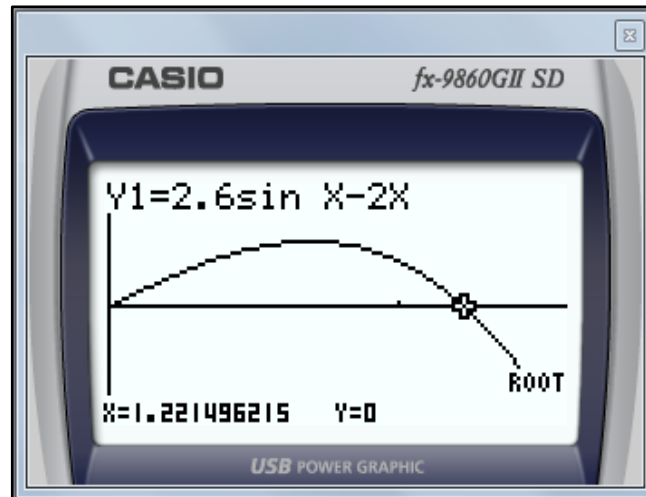 CASIO fx-9860GII SD
Y1=2.6sin X-2X
ROOT
X=1.221496215 Y=0
USB POWER GRAPHIC